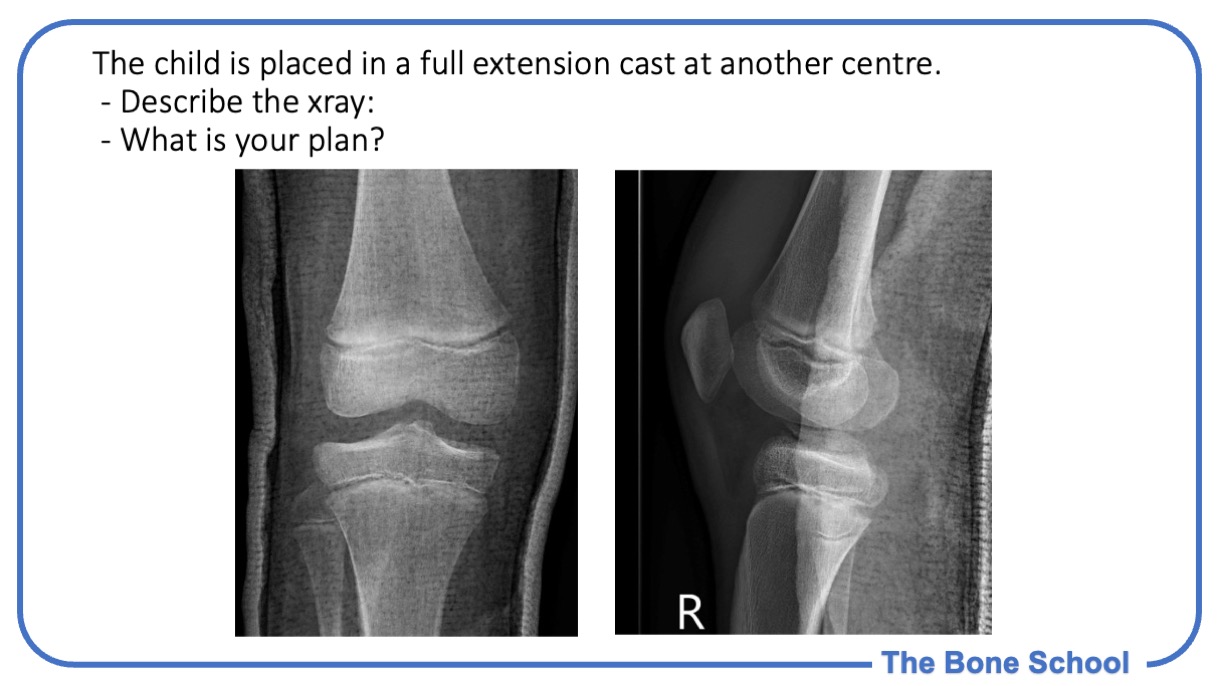 The child is placed in a full extension cast at another centre.
- Describe the xray:
- What is your plan?
R
The Bone School